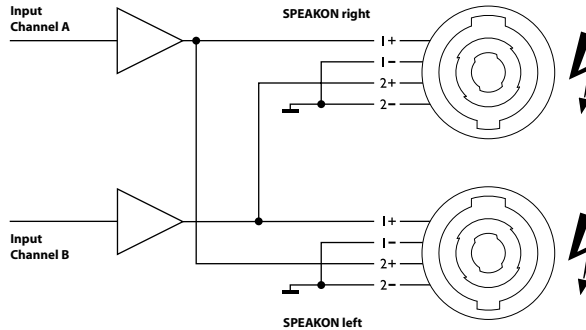 Input
Channel A
SPEAKON right
1+
1-
2+
2-
Input
Channel B
1+
1-
2+
2-
SPEAKON left